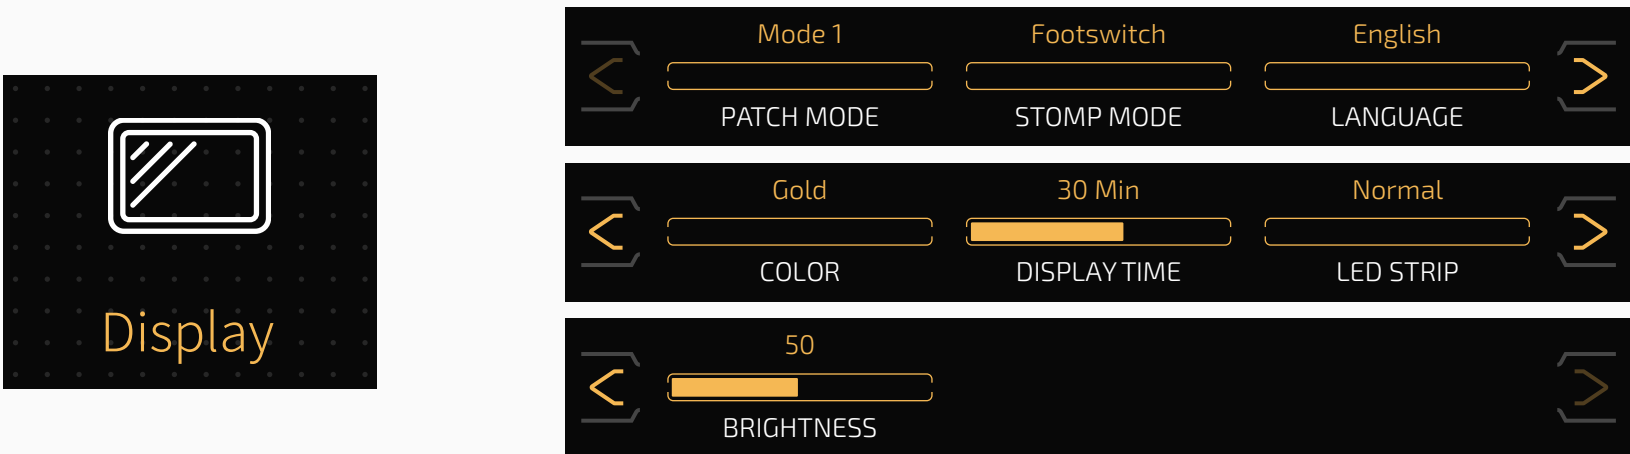 Display
Mode 1 Footswitch English
PATCH MODE STOMP MODE LANGUAGE
Gold 30 Min Normal
COLOR DISPLAY TIME LED STRIP
50
BRIGHTNESS